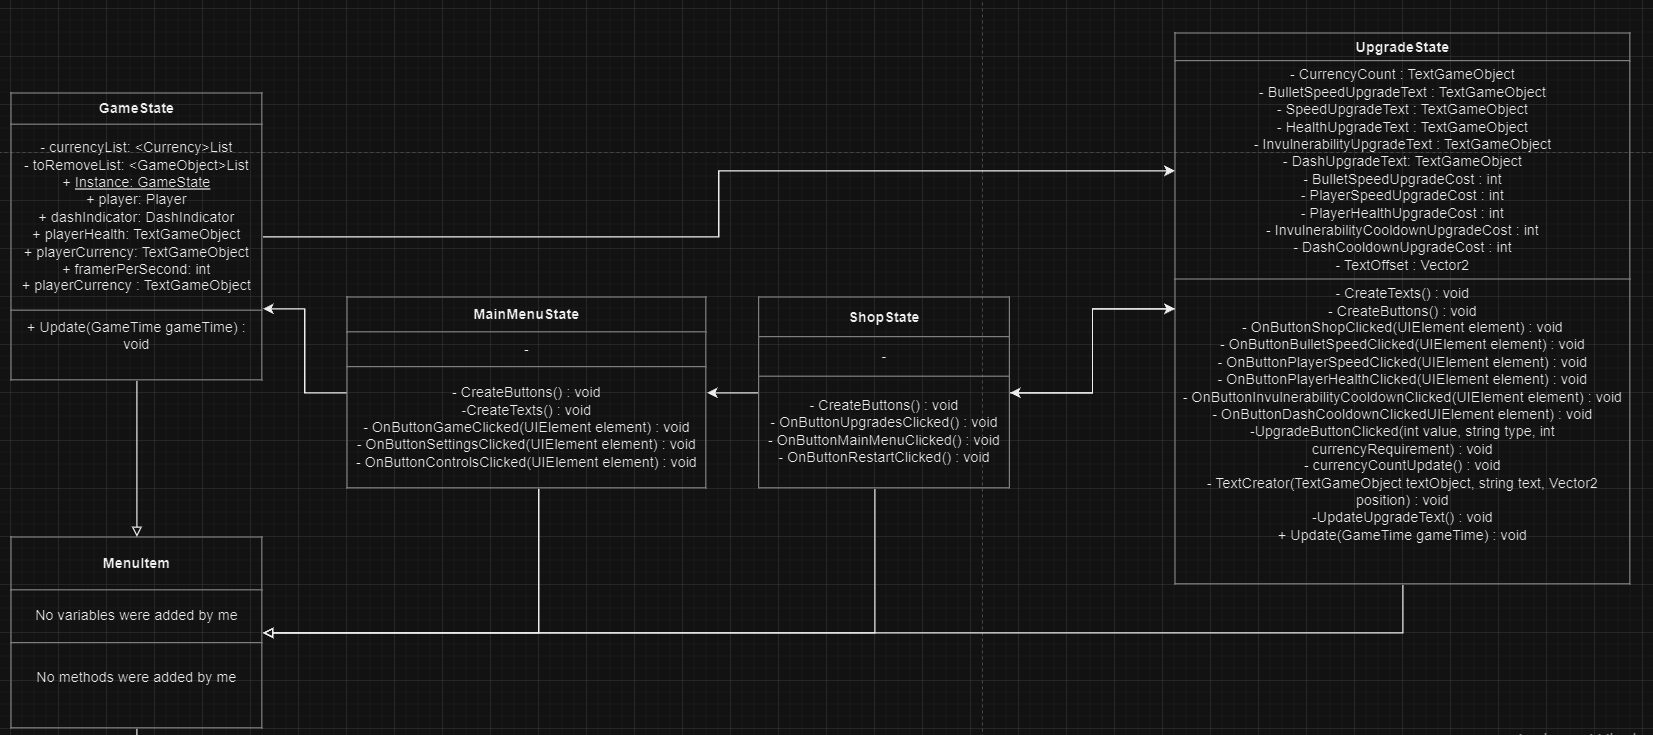 GameState
- currencyList: <Currency>List
- toRemoveList: <GameObject>List
+ Instance: GameState
+ player: Player
+ dashIndicator: DashIndicator
+ playerHealth: TextGameObject
+ playerCurrency: TextGameObject
+ framerPerSecond: int
+ playerCurrency : TextGameObject
+ Update(GameTime gameTime) :
void
MainMenuState
-
- CreateButtons() : void
-CreateTexts() : void
- OnButtonGameClicked(UIElement element) : void
- OnButtonSettingsClicked(UIElement element) : void
- OnButtonControlsClicked(UIElement element) : void
ShopState
-
- CreateButtons() : void
- OnButtonUpgradesClicked() : void
- OnButtonMainMenuClicked() : void
- OnButtonRestartClicked() : void
UpgradeState
- CurrencyCount : TextGameObject
- BulletSpeedUpgradeText : TextGameObject
- SpeedUpgradeText : TextGameObject
- HealthUpgradeText : TextGameObject
- InvulnerabilityUpgradeText : TextGameObject
- DashUpgradeText: TextGameObject
- BulletSpeedUpgradeCost : int
- PlayerSpeedUpgradeCost : int
- PlayerHealthUpgradeCost : int
- InvulnerabilityCooldownUpgradeCost : int
- DashCooldownUpgradeCost : int
- TextOffset : Vector2
- CreateTexts() : void
- CreateButtons() : void
- OnButtonShopClicked(UIElement element) : void
- OnButtonBulletSpeedClicked(UIElement element) : void
- OnButtonPlayerSpeedClicked(UIElement element) : void
- OnButtonPlayerHealthClicked(UIElement element) : void
- OnButtonInvulnerabilityCooldownClicked(UIElement element) : void
- OnButtonDashCooldownClickedUIElement element) : void
-UpgradeButtonClicked(int value, string type, int
currencyRequirement) : void
- currencyCountUpdate() : void
- TextCreator(TextGameObject textObject, string text, Vector2
position) : void
-UpdateUpgradeText() : void
+ Update(GameTime gameTime) : void
MenuItem
No variables were added by me
No methods were added by me